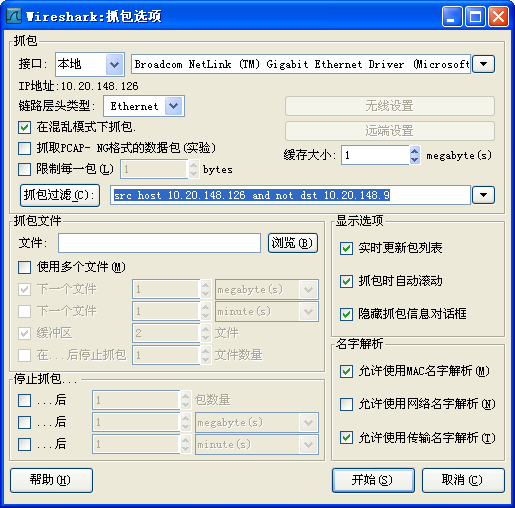 Wireshark:抓包选项
抓包
接口: 本地 Broadcom NetLink (TM) Gigabit Ethernet Driver (Microsoft
IP地址:10.20.148.126
链路层头类型: Ethernet 无线设置
在混乱模式下抓包. 远端设置
抓取PCAP- NG格式的数据包(实验) 缓存大小: 1 megabyte(s)
限制每一包(L) 1 bytes
抓包过滤(C): src host 10.20.148.126 and not dst 10.20.148.9
抓包文件
文件: 浏览(B)
使用多个文件(M)
下一个文件 1 megabyte(s)
下一个文件 1 minute(s)
缓冲区 2 文件
在...后停止抓包 1 文件数量
停止抓包...
...后 1 包数量
...后 1 megabyte(s)
...后 1 minute(s)
显示选项
实时更新包列表
抓包时自动滚动
隐藏抓包信息对话框
名字解析
允许使用MAC名字解析(M)
允许使用网络名字解析(N)
允许使用传输名字解析(T)
帮助(H) 开始(S) 取消(C)